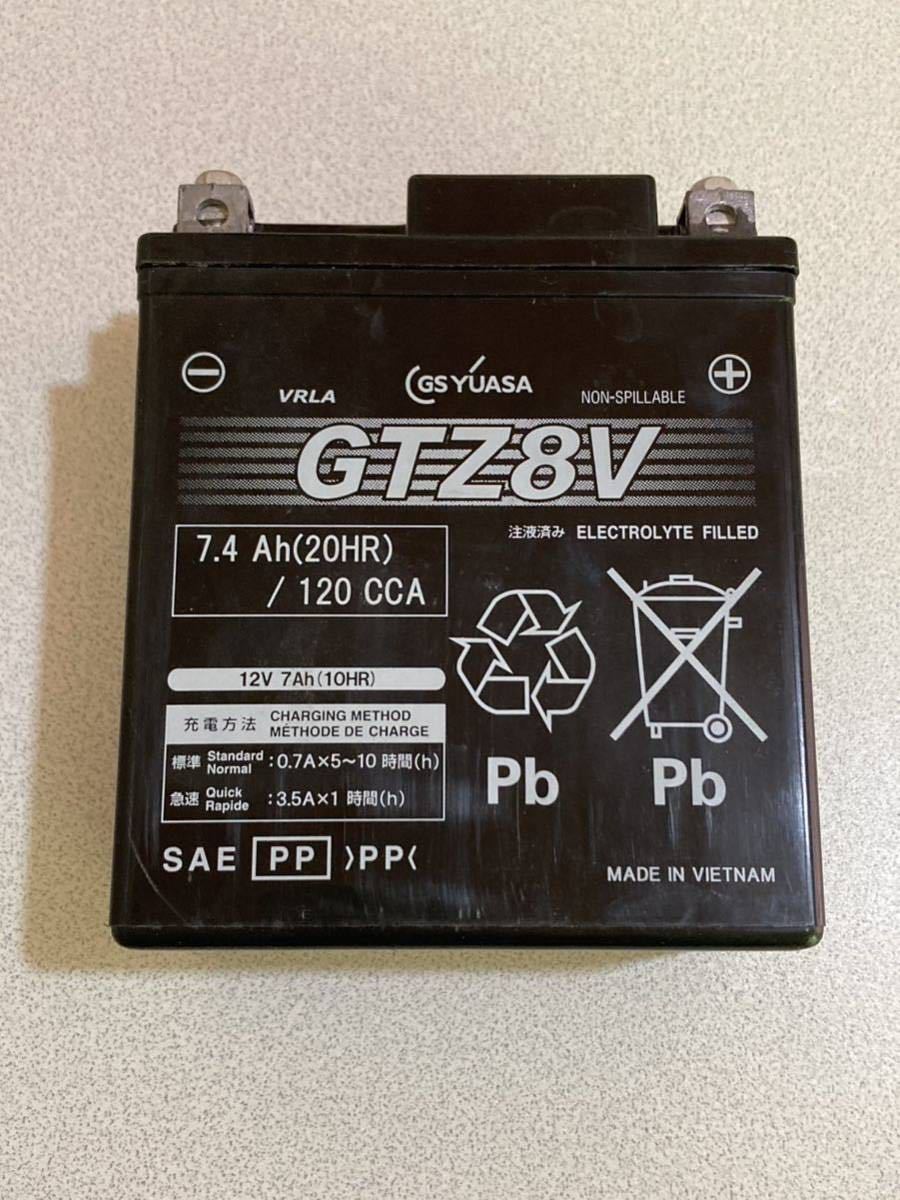 VRLA GS YUASA NON-SPILLABLE
GTZ8V
7.4 Ah(20HR)
/ 120 CCA
注液済み ELECTROLYTE FILLED
12V 7Ah(10HR)
充電方法 CHARGING METHOD
MÉTHODE DE CHARGE
標準 Standard Normal :0.7A×5~10 時間(h)
急速 Quick Rapide :3.5A×1 時間(h)
Pb Pb
SAE PP >PP<
MADE IN VIETNAM